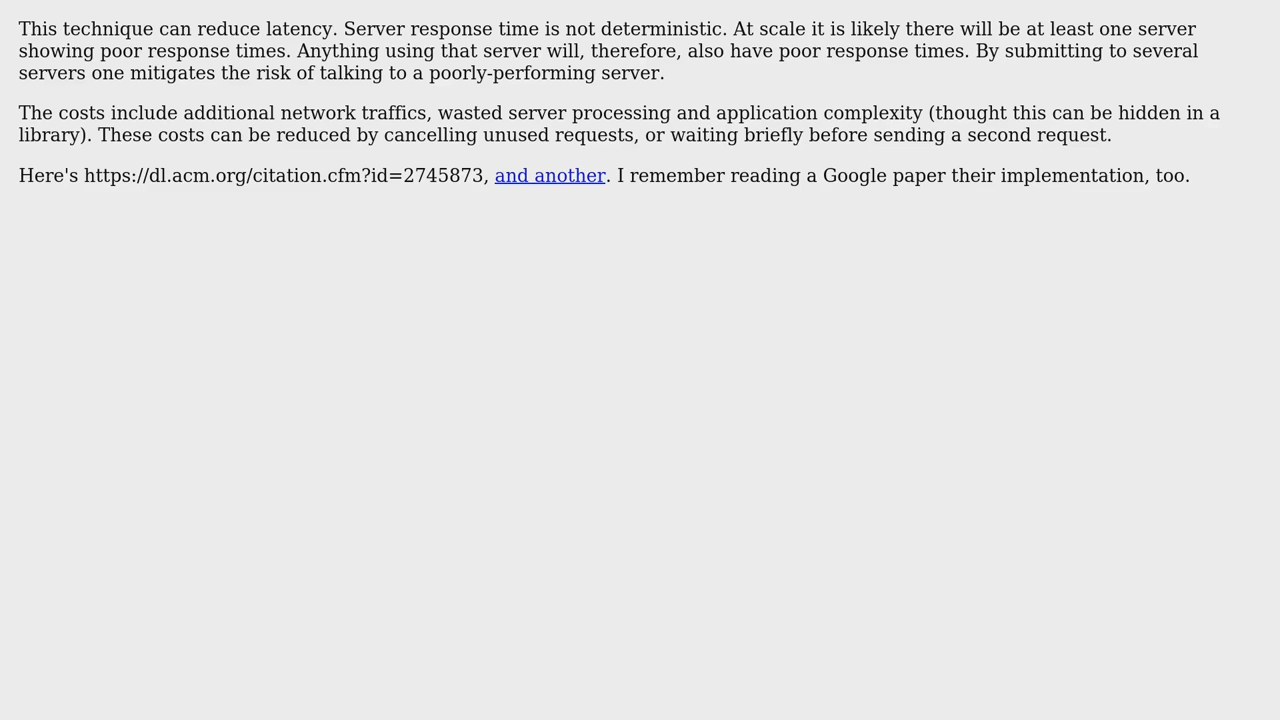 This technique can reduce latency. Server response time is not deterministic. At scale it is likely there will be at least one server
showing poor response times. Anything using that server will, therefore, also have poor response times. By submitting to several
servers one mitigates the risk of talking to a poorly-performing server.
The costs include additional network traffics, wasted server processing and application complexity (thought this can be hidden in a
library). These costs can be reduced by cancelling unused requests, or waiting briefly before sending a second request.
Here's https://dl.acm.org/citation.cfm?id=2745873, and another. I remember reading a Google paper their implementation, too.